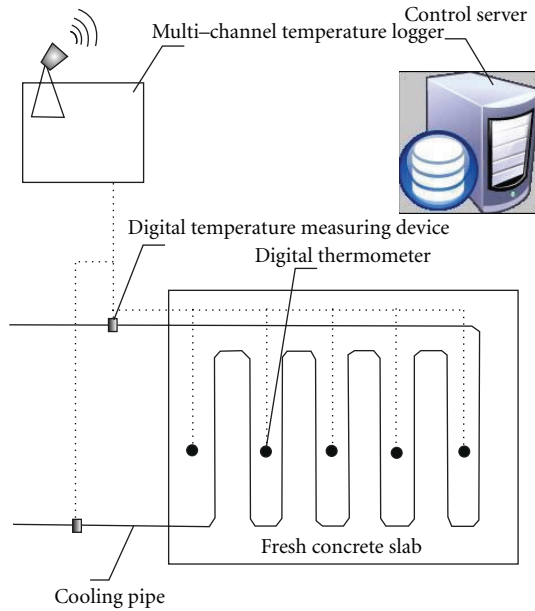 Control server
Multi–channel temperature logger
Digital temperature measuring device
Digital thermometer
Fresh concrete slab
Cooling pipe